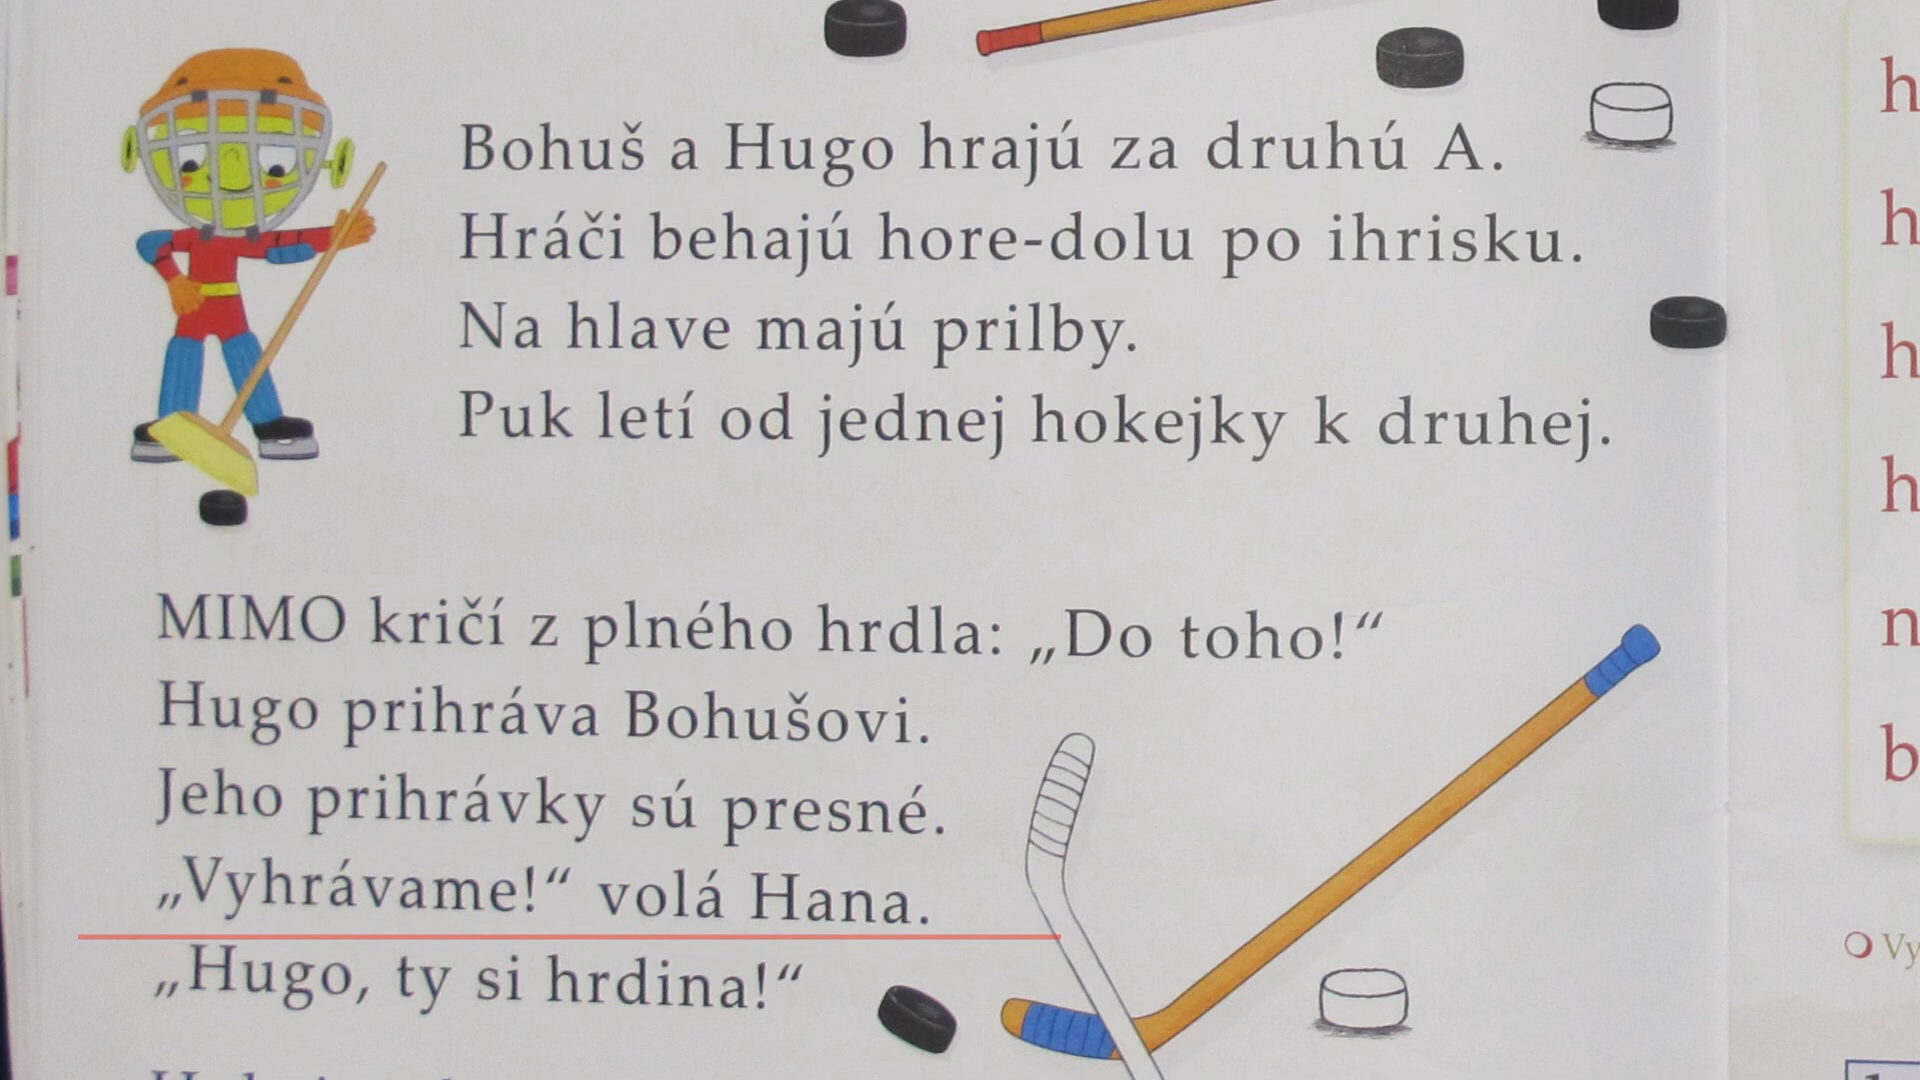 Bohuš a Hugo hrajú za druhú A.
Hráči behajú hore-dolu po ihrisku.
Na hlave majú prilby.
Puk letí od jednej hokejky k druhej.
MIMO kričí z plného hrdla: „Do toho!“
Hugo prihráva Bohušovi.
Jeho prihrávky sú presné.
„Vyhrávame!“ volá Hana.
„Hugo, ty si hrdina!“
h
h
h
h
n
b
Vy